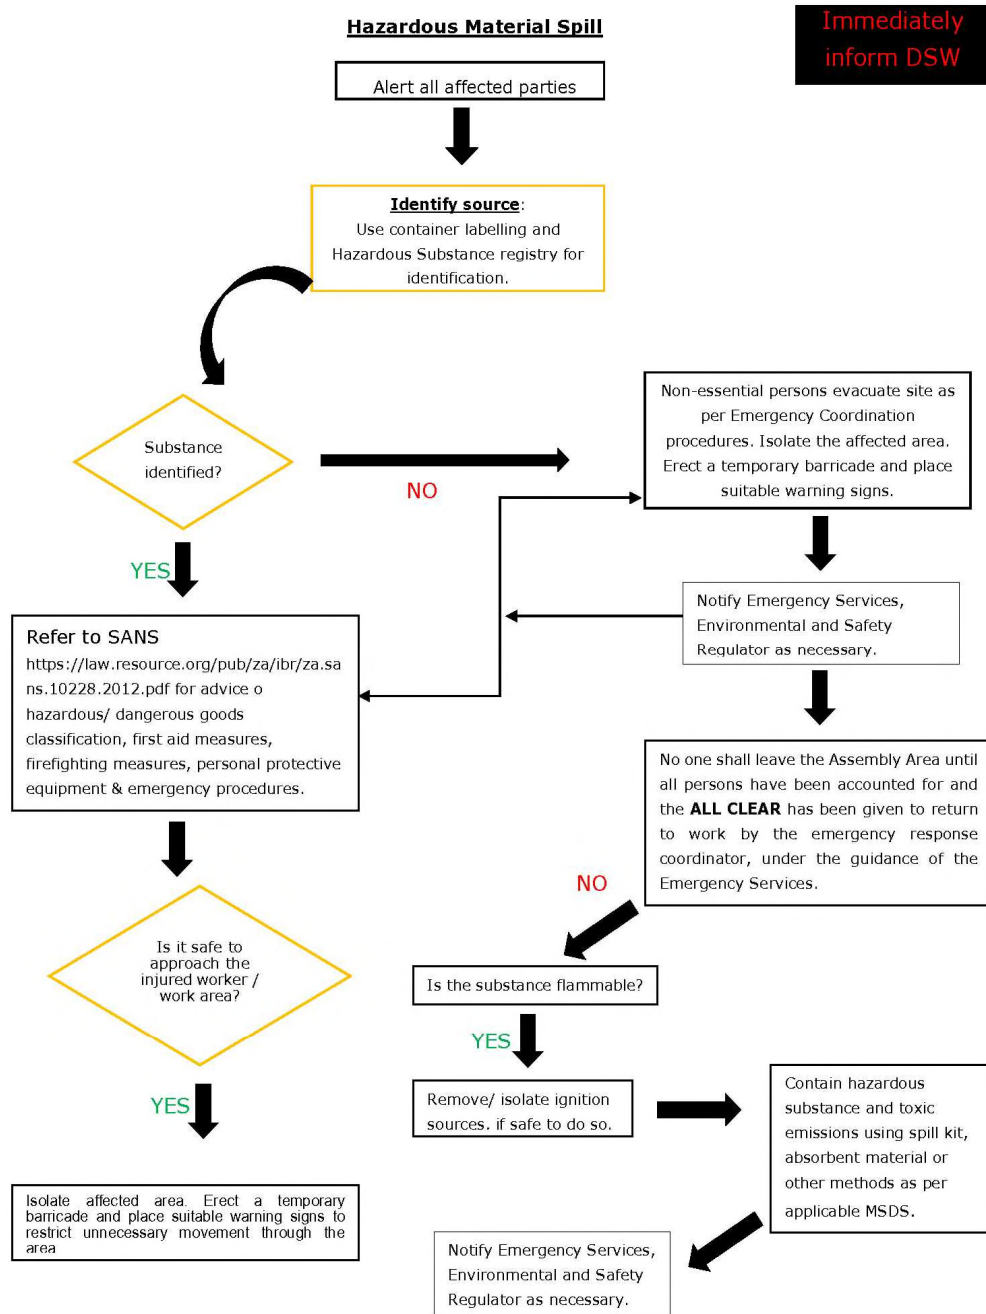 Hazardous Material Spill
Immediately
inform DSW
Alert all affected parties
Identify source:
Use container labelling and
Hazardous Substance registry for
identification.
Substance
identified?
NO
Non-essential persons evacuate site as
per Emergency Coordination
procedures. Isolate the affected area.
Erect a temporary barricade and place
suitable warning signs.
YES
Refer to SANS
https://law.resource.org/pub/za/ibr/za.sa
ns.10228.2012.pdf for advice o
hazardous/ dangerous goods
classification, first aid measures,
firefighting measures, personal protective
equipment & emergency procedures.
Notify Emergency Services,
Environmental and Safety
Regulator as necessary.
No one shall leave the Assembly Area until
all persons have been accounted for and
the ALL CLEAR has been given to return
to work by the emergency response
coordinator, under the guidance of the
Emergency Services.
NO
Is it safe to
approach the
injured worker /
work area?
Is the substance flammable?
YES
YES
Remove/ isolate ignition
sources. if safe to do so.
Contain hazardous
substance and toxic
emissions using spill kit,
absorbent material or
other methods as per
applicable MSDS.
Isolate affected area. Erect a temporary
barricade and place suitable warning signs to
restrict unnecessary movement through the
area
Notify Emergency Services,
Environmental and Safety
Regulator as necessary.